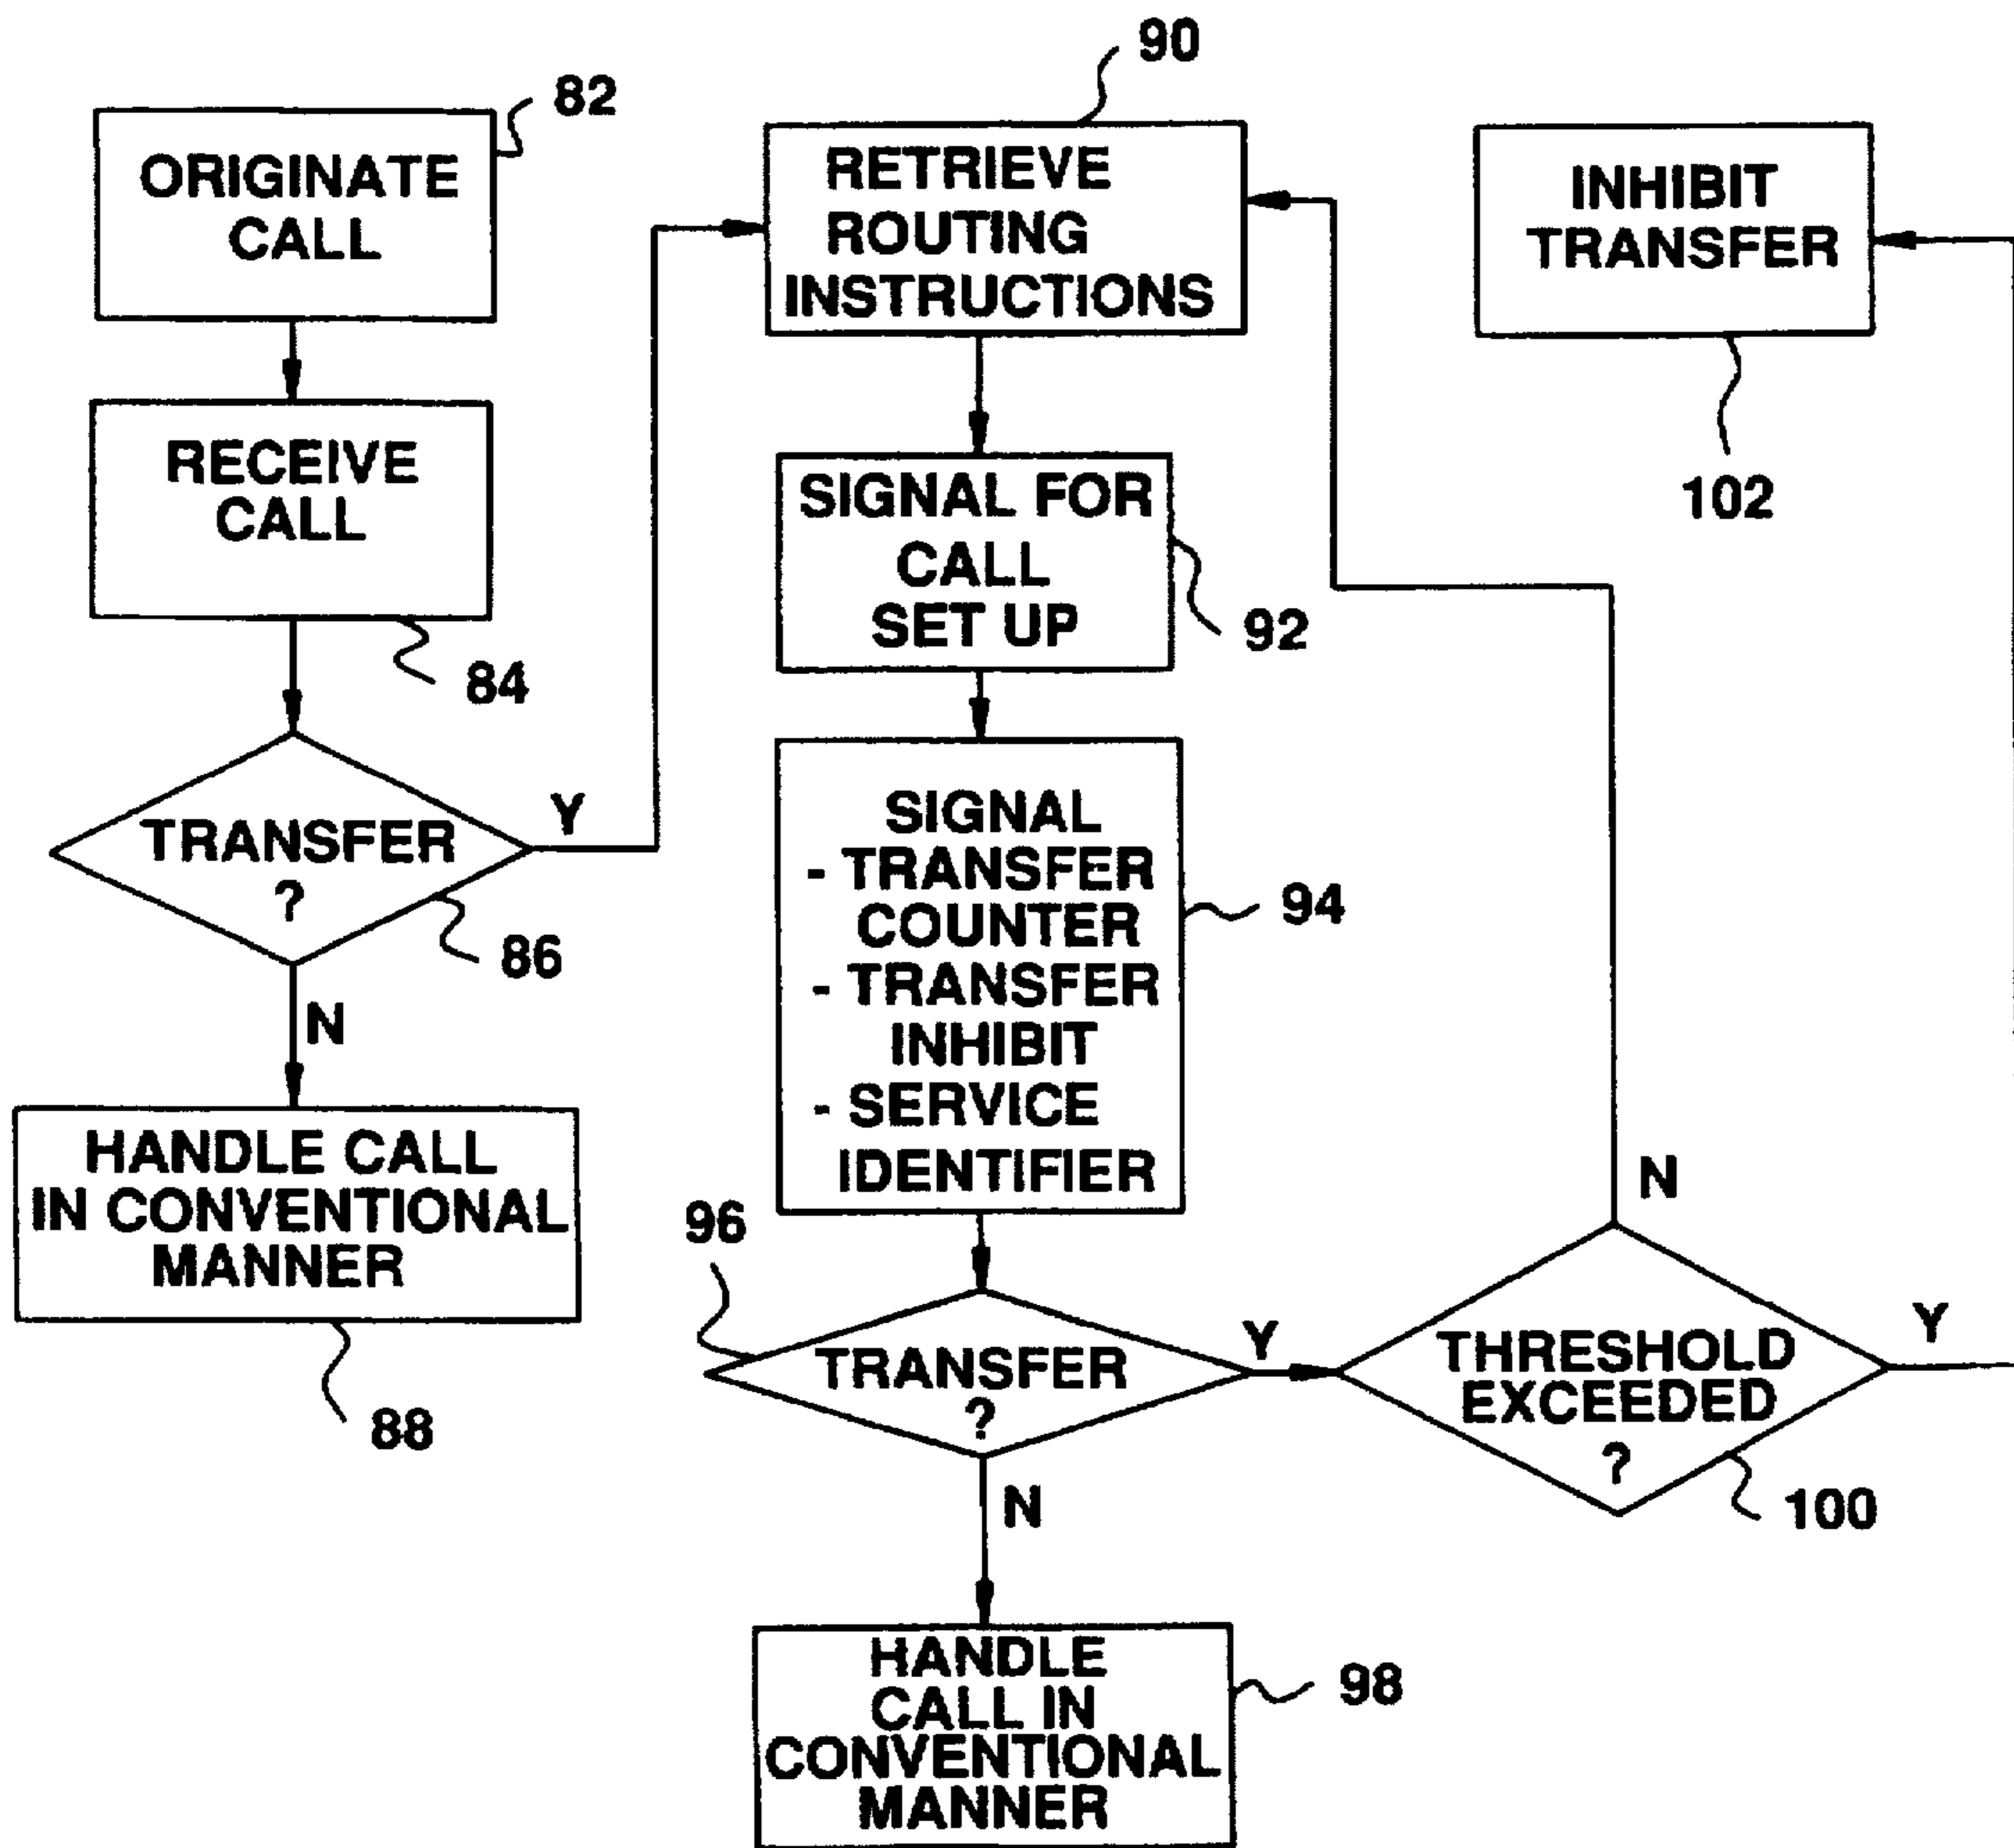 82
ORIGINATE
CALL
RECEIVE
CALL
84
TRANSFER
?
Y
86
N
HANDLE CALL
IN CONVENTIONAL
MANNER
88
90
RETRIEVE
ROUTING
INSTRUCTIONS
SIGNAL FOR
CALL
SET UP
92
SIGNAL
- TRANSFER
COUNTER
- TRANSFER
INHIBIT
- SERVICE
IDENTIFIER
94
96
TRANSFER
?
Y
N
HANDLE
CALL IN
CONVENTIONAL
MANNER
98
INHIBIT
TRANSFER
102
N
THRESHOLD
EXCEEDED
?
Y
100